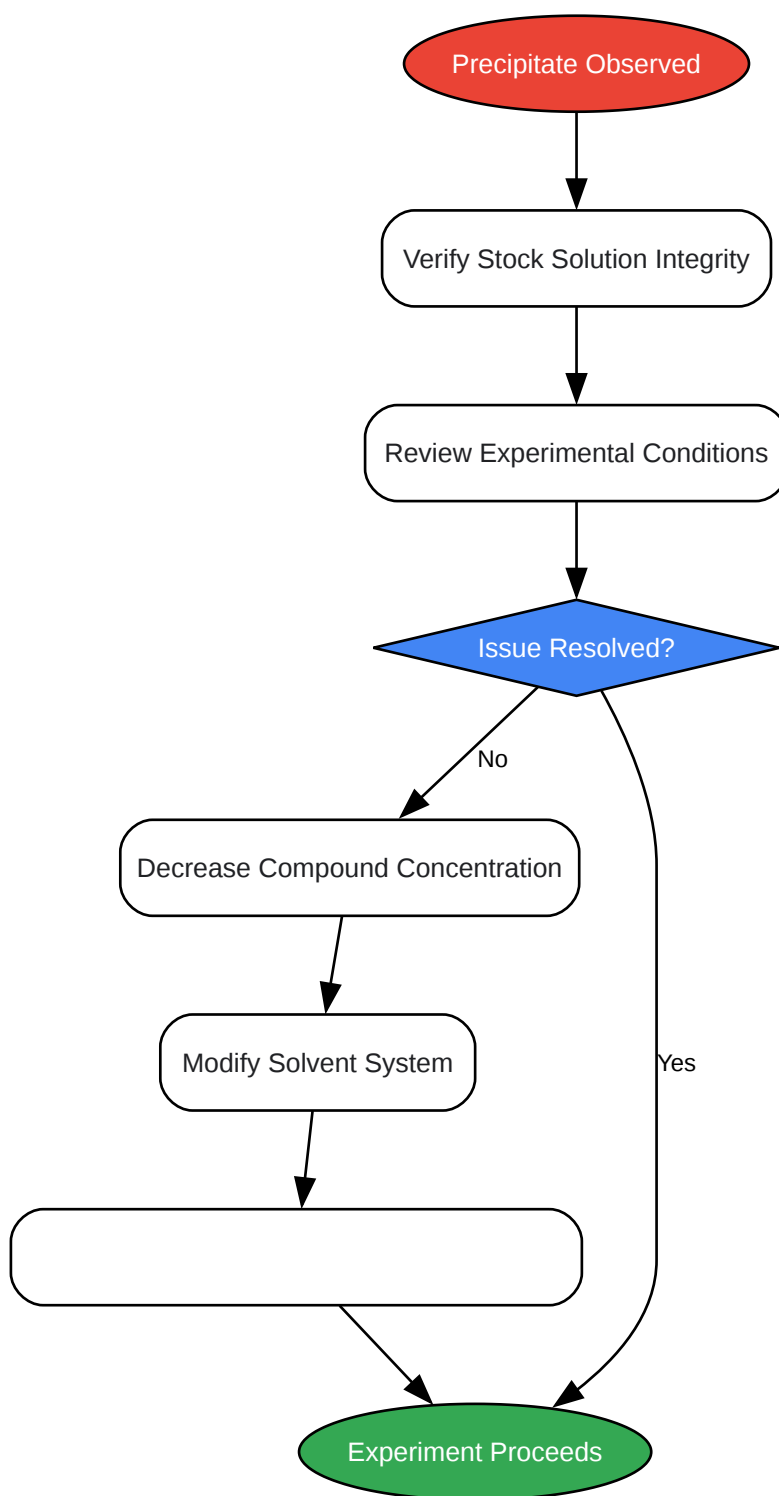 Precipitate Observed
Verify Stock Solution Integrity
Review Experimental Conditions
Issue Resolved?
No
Decrease Compound Concentration
Modify Solvent System
Yes
Experiment Proceeds